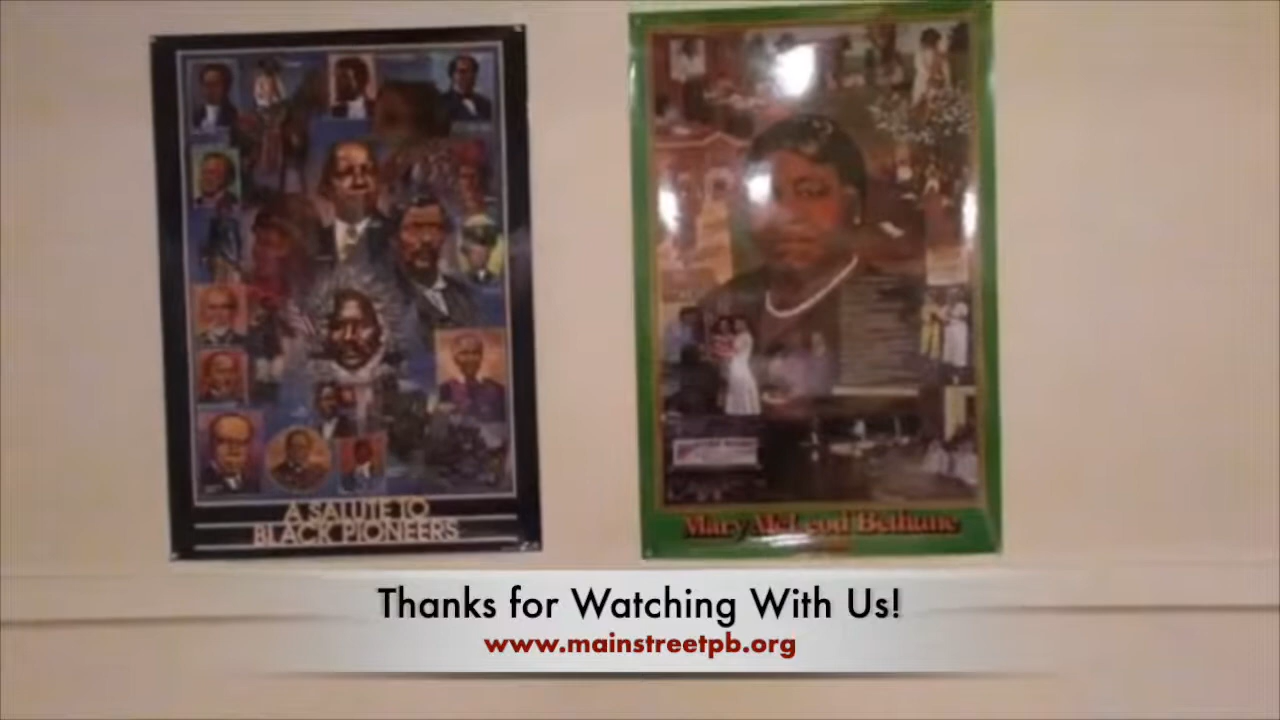 A SALUTE TO
BLACK PIONEERS
Mary McLeod Bethune
Thanks for Watching With Us!
www.mainstreetpb.org